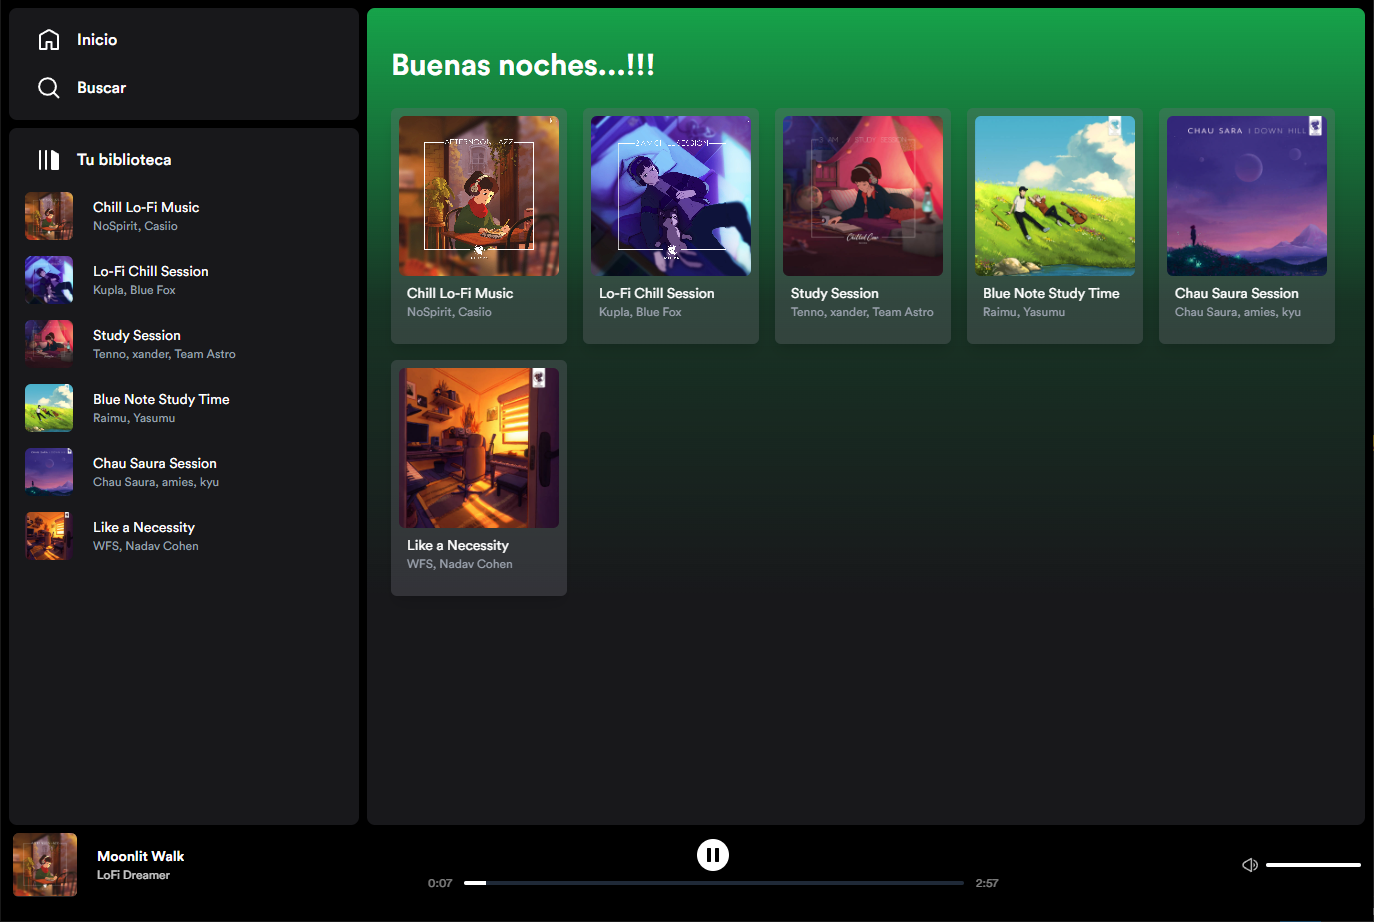 Inicio
Buscar
Tu biblioteca
Chill Lo-Fi Music
NoSpirit, Casiio
Lo-Fi Chill Session
Kupla, Blue Fox
Study Session
Tenno, xander, Team Astro
Blue Note Study Time
Raimu, Yasumu
Chau Saura Session
Chau Saura, amies, kyu
Like a Necessity
WFS, Nadav Cohen
Buenas noches...!!!
CHAU SARA I DOWN HILL
Chill Lo-Fi Music
NoSpirit, Casiio
Lo-Fi Chill Session
Kupla, Blue Fox
Study Session
Tenno, xander, Team Astro
Blue Note Study Time
Raimu, Yasumu
Chau Saura Session
Chau Saura, amies, kyu
Like a Necessity
WFS, Nadav Cohen
Moonlit Walk
LoFi Dreamer
0:07
2:57